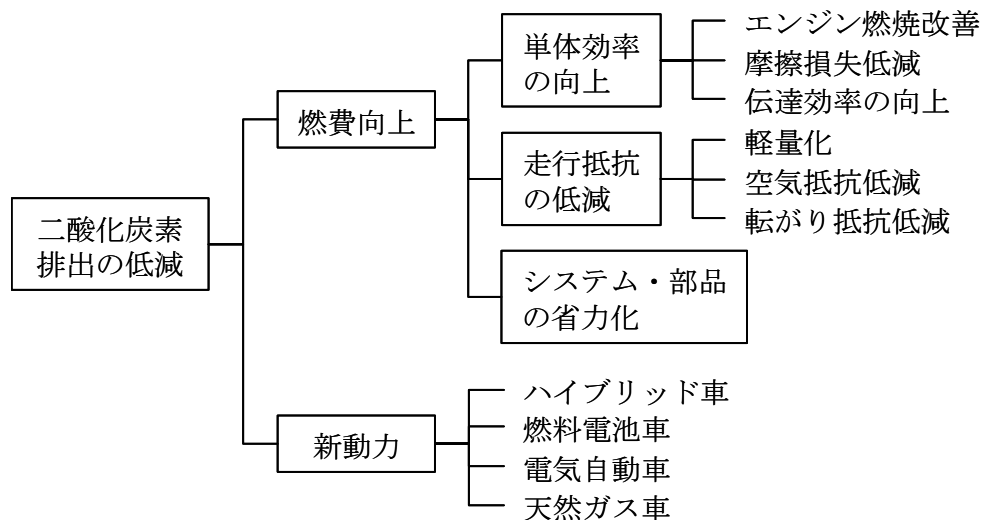 二酸化炭素
排出の低減
燃費向上
単体効率
の向上
エンジン燃焼改善
摩擦損失低減
伝達効率の向上
走行抵抗
の低減
軽量化
空気抵抗低減
転がり抵抗低減
システム・部品
の省力化
新動力
ハイブリッド車
燃料電池車
電気自動車
天然ガス車